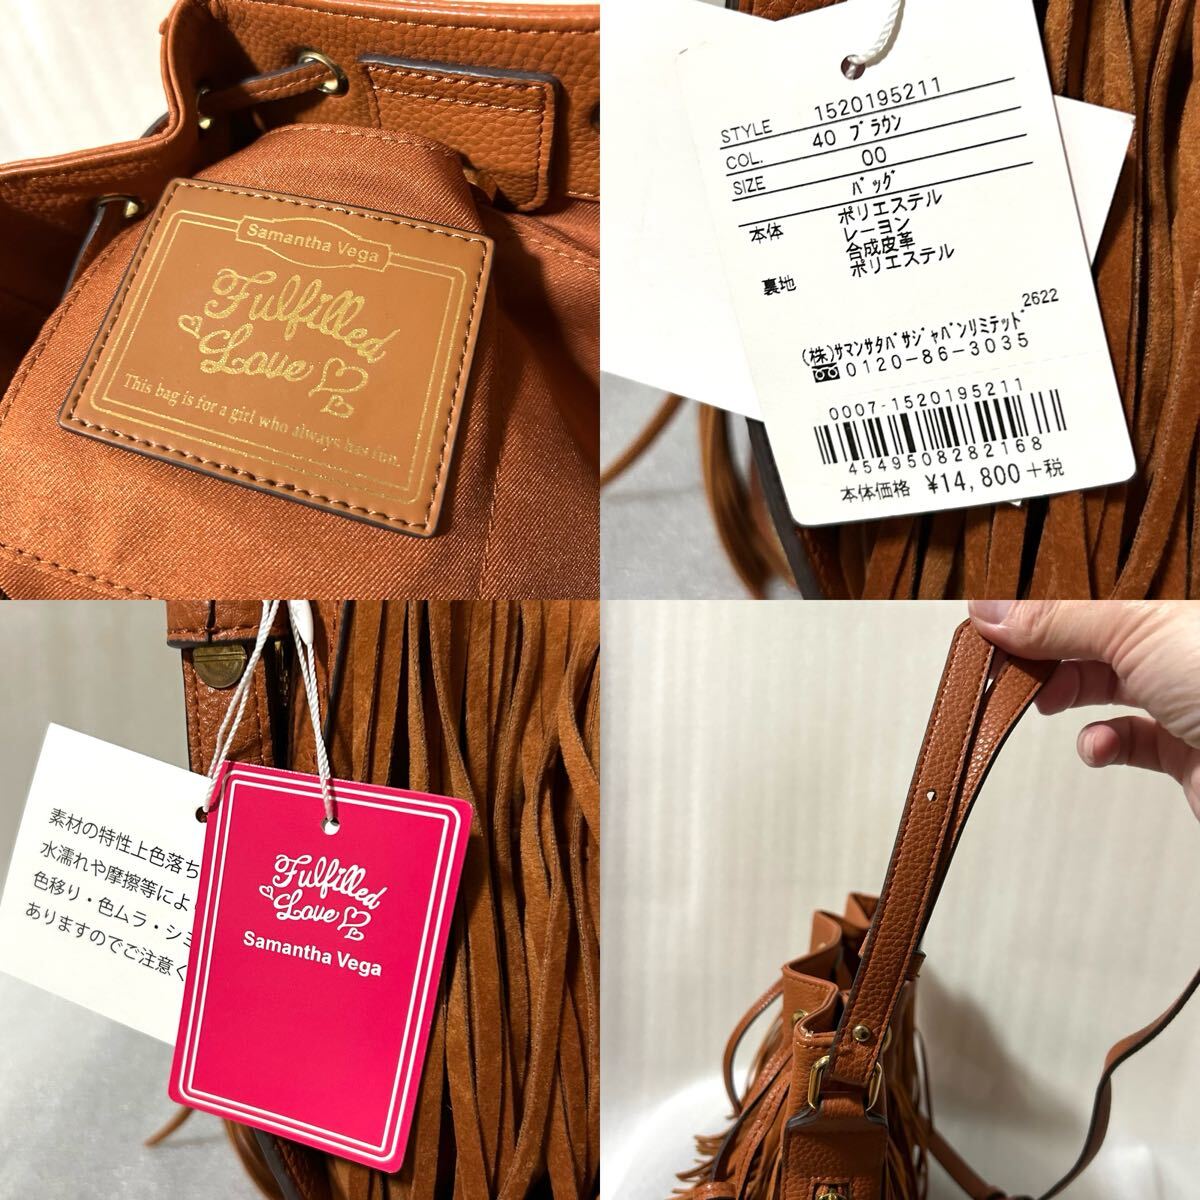 Samantha Vega
Fulfilled
Love
This bag is for a girl who always has fun.
STYLE 1520195211
COL. 40 ブラウン
SIZE 00
バッグ
本体 ポリエステル
レーヨン
合成皮革
裏地 ポリエステル
2622
(株)サマンサタバサジャパンリミテッド
0120-86-3035
0007-1520195211
4549508282168
本体価格 ¥14,800+税
素材の特性上色落ち
水濡れや摩擦等によ
色移り・色ムラ・シミ
ありますのでご注意く
Fulfilled
Love
Samantha Vega